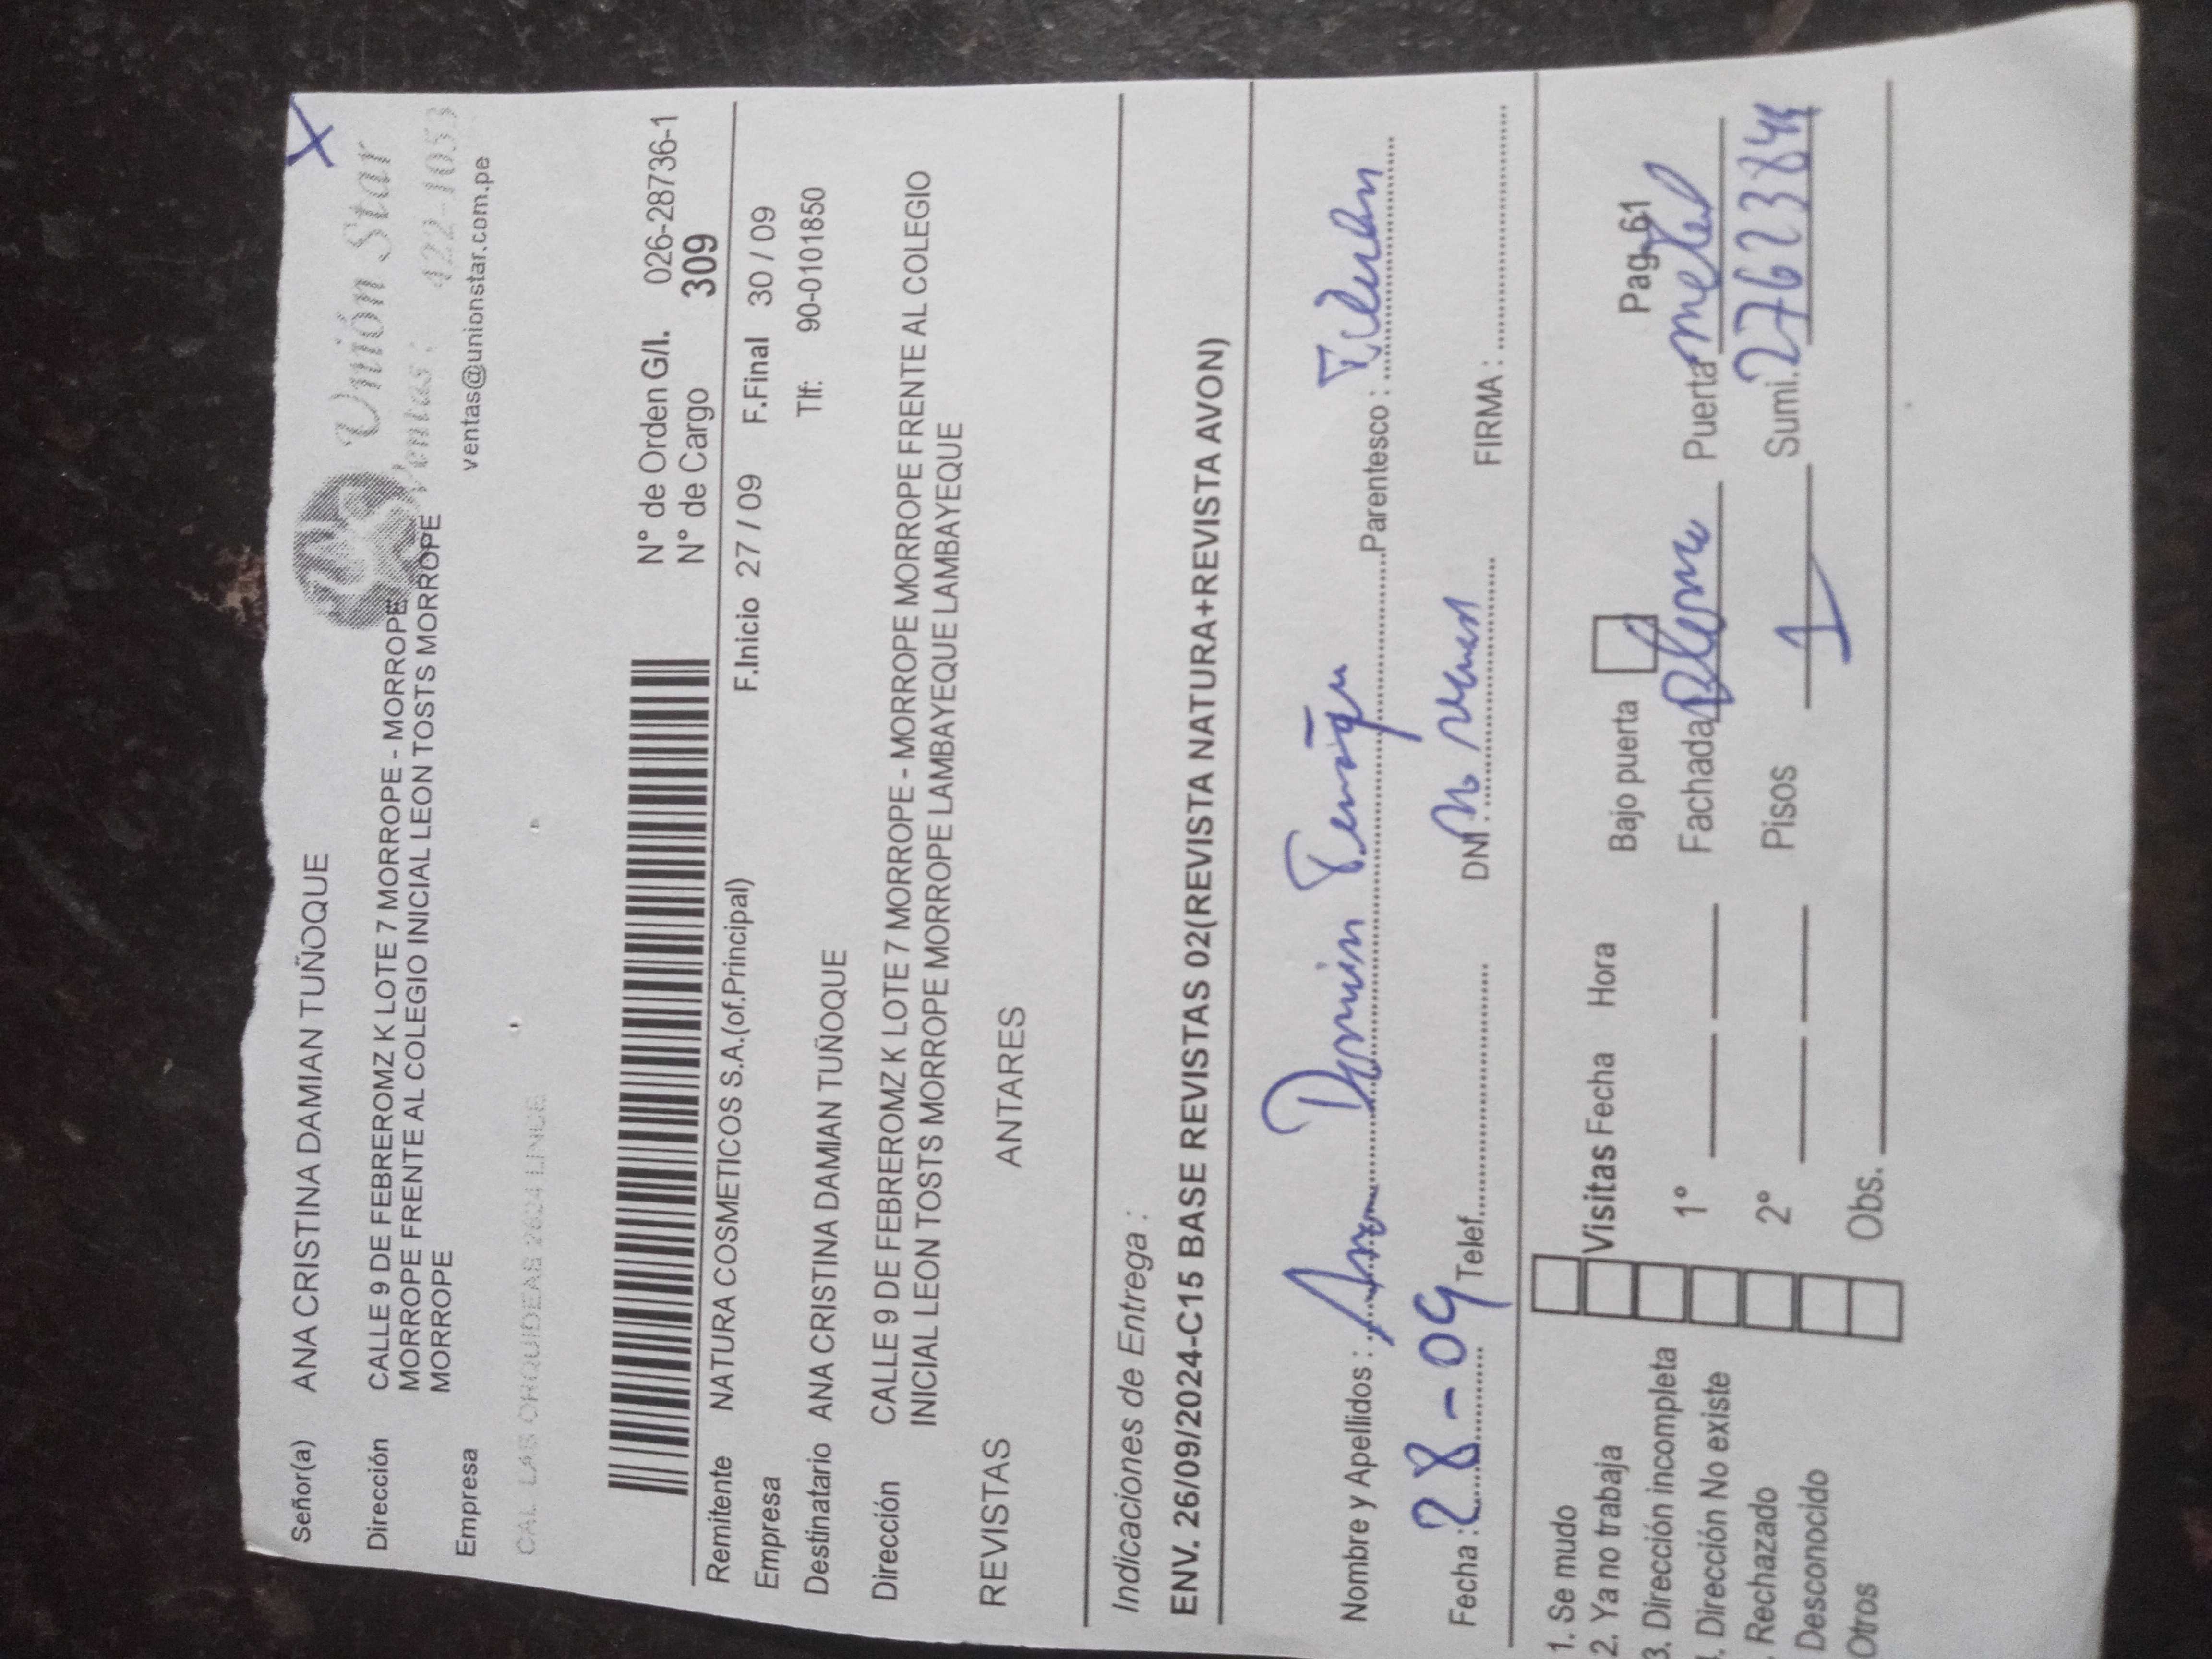 Señor(a) ANA CRISTINA DAMIAN TUÑOQUE
Unión Star
Ventas: 422-1053
ventas@unionstar.com.pe
Dirección CALLE 9 DE FEBREROMZ K LOTE 7 MORROPE - MORROPE
MORROPE FRENTE AL COLEGIO INICIAL LEON TOSTS MORROPE
MORROPE
Empresa
CAL. LAS ORQUIDEAS 2624 LINCE
N° de Orden G/I. 026-28736-1
N° de Cargo 309
Remitente NATURA COSMETICOS S.A.(of.Principal) F.Inicio 27 / 09 F.Final 30 / 09
Empresa
Tlf: 90-0101850
Destinatario ANA CRISTINA DAMIAN TUÑOQUE
Dirección CALLE 9 DE FEBREROMZ K LOTE 7 MORROPE - MORROPE MORROPE FRENTE AL COLEGIO
INICIAL LEON TOSTS MORROPE MORROPE LAMBAYEQUE LAMBAYEQUE
REVISTAS ANTARES
Indicaciones de Entrega :
ENV. 26/09/2024-C15 BASE REVISTAS 02(REVISTA NATURA+REVISTA AVON)
Nombre y Apellidos : Ana Damian Parentesco :
Fecha : 28-09 Telef. DNI : FIRMA :
1. Se mudo
2. Ya no trabaja
3. Dirección incompleta
. Dirección No existe
. Rechazado
Desconocido
Otros
Visitas Fecha Hora Bajo puerta Pag-61
1° Fachada Puerta metal
2° Pisos 1 Sumi.
Obs.